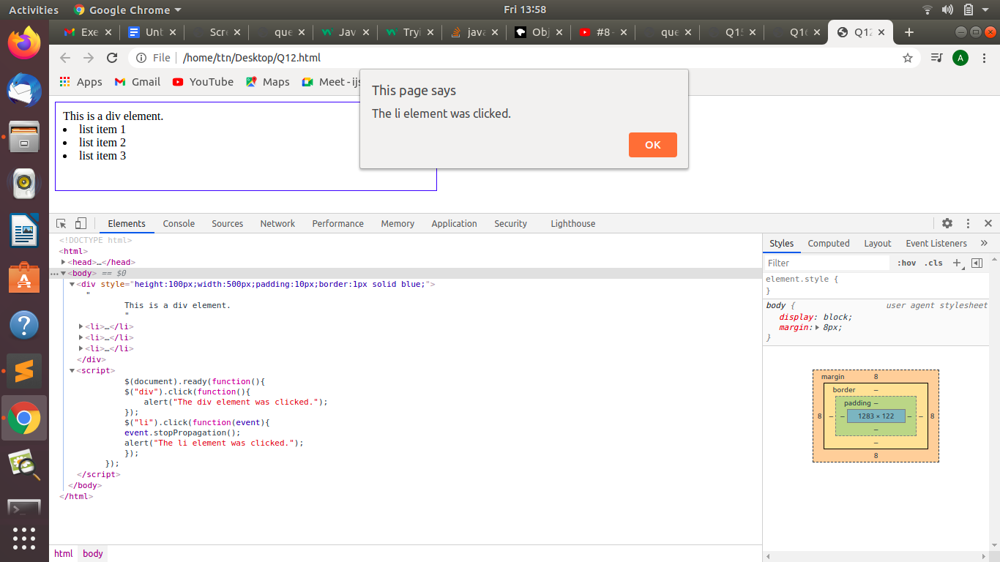 Activities Google Chrome Fri 13:58
Exe Unt Scre que Jav Tryi java Obj #8 - que Q15 Q16 Q12
File /home/ttn/Desktop/Q12.html A
Apps Gmail YouTube Maps Meet - ijs
This page says
The li element was clicked.
OK
This is a div element.
list item 1
list item 2
list item 3
Elements Console Sources Network Performance Memory Application Security Lighthouse
<!DOCTYPE html>
<html>
<head>…</head>
<body> == $0
<div style="height:100px;width:500px;padding:10px;border:1px solid blue;">
"
This is a div element.
"
<li>…</li>
<li>…</li>
<li>…</li>
</div>
<script>
$(document).ready(function(){
$("div").click(function(){
alert("The div element was clicked.");
});
$("li").click(function(event){
event.stopPropagation();
alert("The li element was clicked.");
});
});
</script>
</body>
</html>
html body
Styles Computed Layout Event Listeners »
Filter :hov .cls +
element.style {
}
body { user agent stylesheet
display: block;
margin: 8px;
}
margin 8
border –
padding –
8 – – 1283 × 122 – – 8
–
–
8